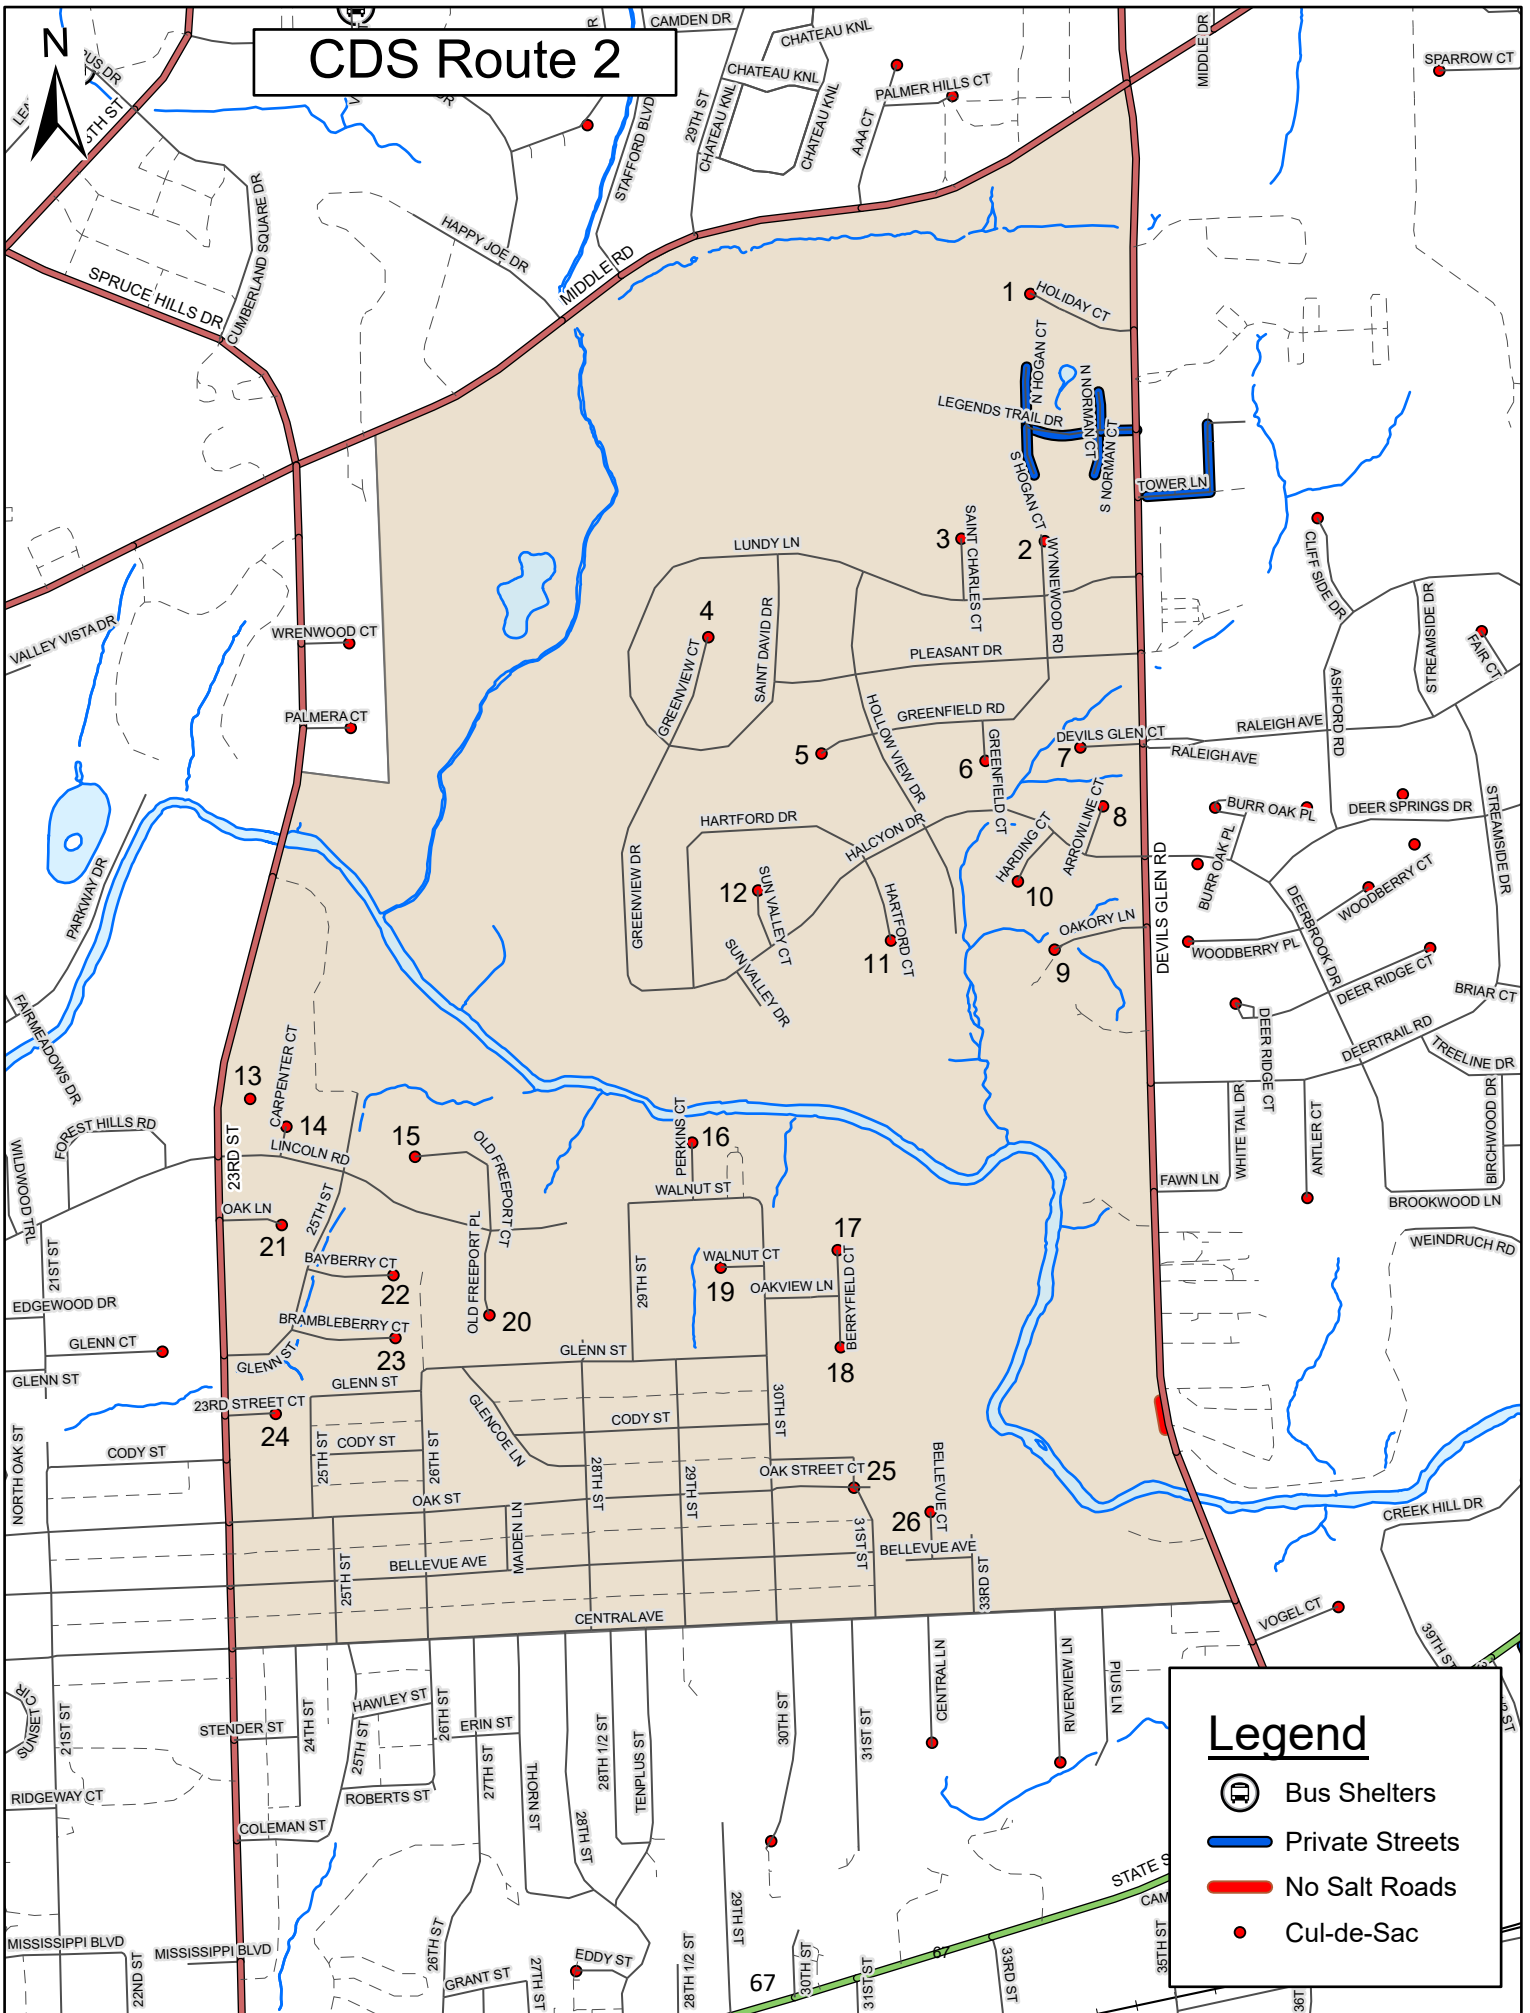 CDS Route 2
N
CAMDEN DR
CHATEAU KNL
CHATEAU KNL
CHATEAU KNL
CHATEAU KNL
29TH ST
STAFFORD BLVD
PALMER HILLS CT
AAA CT
MIDDLE DR
SPARROW CT
CUMBERLAND SQUARE DR
HAPPY JOE DR
MIDDLE RD
SPRUCE HILLS DR
1
HOLIDAY CT
N HOGAN CT
N NORMAN CT
LEGENDS TRAIL DR
S HOGAN CT
S NORMAN CT
TOWER LN
3
SAINT CHARLES CT
2
WYNNEWOOD RD
LUNDY LN
CLIFF SIDE DR
4
SAINT DAVID DR
GREENVIEW CT
WRENWOOD CT
VALLEY VISTA DR
PLEASANT DR
STREAMSIDE DR
FAIR CT
ASHFORD RD
PALMERA CT
HOLLOW VIEW DR
GREENFIELD RD
5
6
GREENFIELD CT
7
DEVILS GLEN CT
RALEIGH AVE
RALEIGH AVE
8
ARROWLINE CT
HARDING CT
10
HARTFORD DR
HALCYON DR
BURR OAK PL
BURR OAK PL
DEER SPRINGS DR
STREAMSIDE DR
WOODBERRY CT
WOODBERRY PL
DEERBROOK DR
DEER RIDGE CT
DEER RIDGE CT
BRIAR CT
DEERTRAIL RD
TREELINE DR
DEVILS GLEN RD
PARKWAY DR
GREENVIEW DR
12
SUN VALLEY CT
SUN VALLEY DR
HARTFORD CT
11
OAKORY LN
9
FAIRMEADOWS DR
13
CARPENTER CT
14
15
LINCOLN RD
OLD FREEPORT CT
FOREST HILLS RD
WILDWOOD TRL
23RD ST
PERKINS CT
16
WALNUT ST
WHITE TAIL DR
ANTLER CT
BIRCHWOOD DR
FAWN LN
BROOKWOOD LN
WEINDRUCH RD
OAK LN
21
25TH ST
BAYBERRY CT
22
OLD FREEPORT PL
20
29TH ST
WALNUT CT
19
17
OAKVIEW LN
BERRYFIELD CT
18
21ST ST
EDGEWOOD DR
GLENN CT
GLENN ST
GLENN ST
BRAMBLEBERRY CT
23
GLENN ST
GLENN ST
23RD STREET CT
24
GLENCOE LN
CODY ST
CODY ST
CODY ST
30TH ST
NORTH OAK ST
25TH ST
26TH ST
28TH ST
29TH ST
OAK STREET CT
25
OAK ST
MAIDEN LN
31ST ST
BELLEVUE CT
26
BELLEVUE AVE
BELLEVUE AVE
33RD ST
25TH ST
CENTRAL AVE
CREEK HILL DR
VOGEL CT
39TH ST
SUNSET CIR
21ST ST
STENDER ST
24TH ST
HAWLEY ST
25TH ST
26TH ST
ERIN ST
27TH ST
28TH 1/2 ST
TENPLUS ST
THORN ST
28TH ST
30TH ST
31ST ST
CENTRAL LN
RIVERVIEW LN
PIUS LN
RIDGEWAY CT
ROBERTS ST
COLEMAN ST
STATE S
CAM
35TH ST
29TH ST
26TH ST
MISSISSIPPI BLVD
MISSISSIPPI BLVD
22ND ST
GRANT ST
27TH ST
EDDY ST
28TH 1/2 ST
67
30TH ST
31ST ST
67
33RD ST
Legend
Bus Shelters
Private Streets
No Salt Roads
Cul-de-Sac